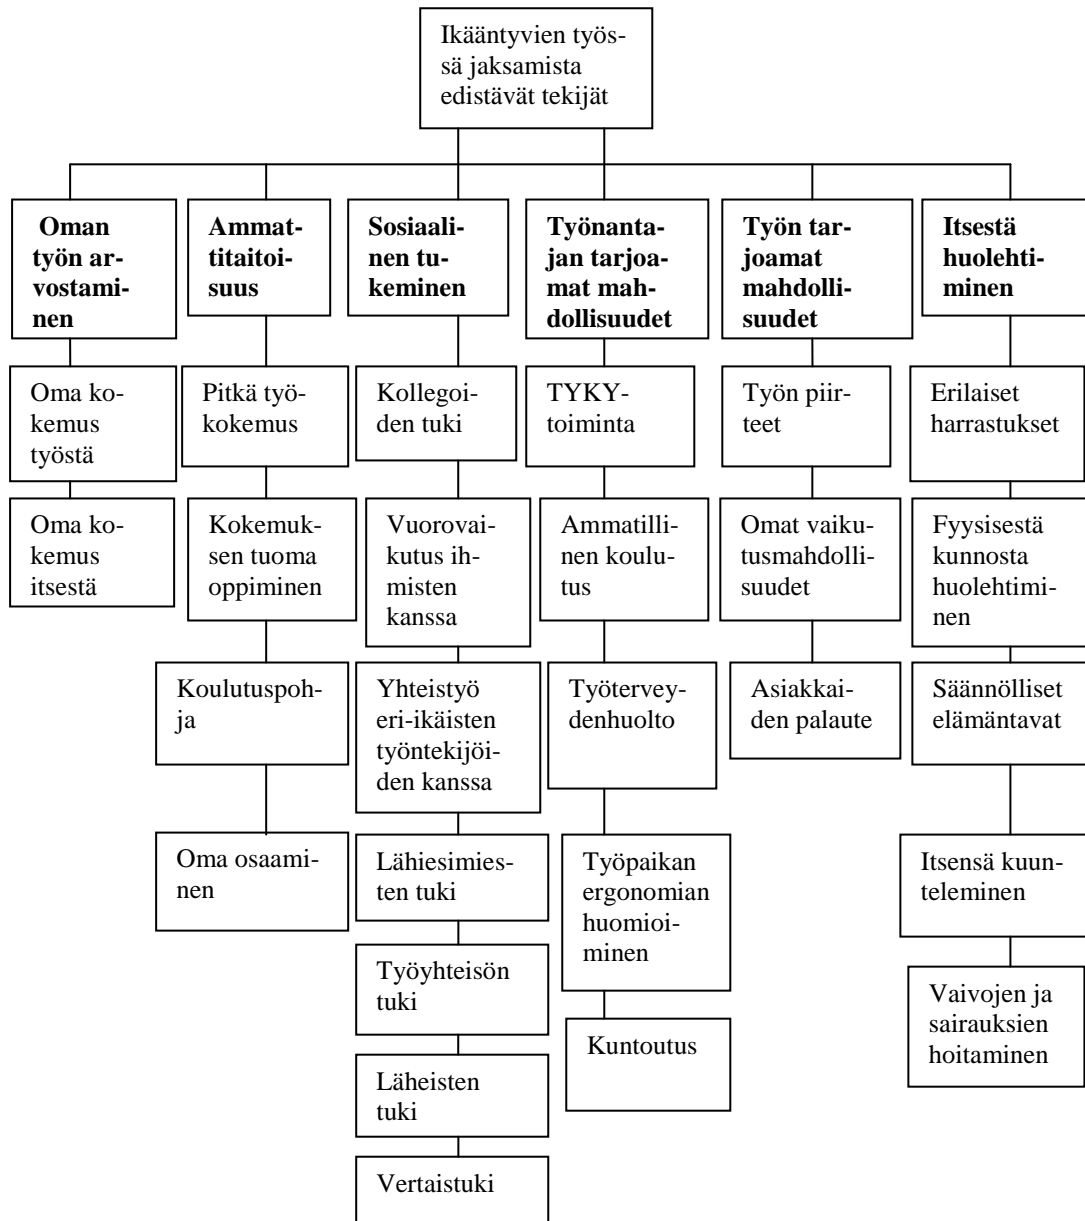 Ikääntyvien työs-
sä jaksamista
edistävät tekijät
Oman
työn ar-
vostami-
nen
Ammat-
titaitoi-
suus
Sosiaali-
nen tu-
keminen
Työnanta-
jan tarjoa-
mat mah-
dollisuudet
Työn tar-
joamat
mahdolli-
suudet
Itsestä
huolehti-
minen
Oma ko-
kemus
työstä
Pitkä työ-
kokemus
Kollegoi-
den tuki
TYKY-
toiminta
Työn piir-
teet
Erilaiset
harrastukset
Oma ko-
kemus
itsestä
Kokemuk-
sen tuoma
oppiminen
Vuorovai-
kutus ih-
misten
kanssa
Ammatilli-
nen koulu-
tus
Omat vaiku-
tusmahdolli-
suudet
Fyysisestä
kunnosta
huolehtimi-
nen
Koulutuspoh-
ja
Yhteistyö
eri-ikäisten
työntekijöi-
den kanssa
Työtervey-
denhuolto
Asiakkai-
den palaute
Säännölliset
elämäntavat
Oma osaami-
nen
Lähiesimies-
ten tuki
Työpaikan
ergonomian
huomioi-
minen
Itsensä kuun-
teleminen
Työyhteisön
tuki
Kuntoutus
Vaivojen ja
sairauksien
hoitaminen
Läheisten
tuki
Vertaistuki